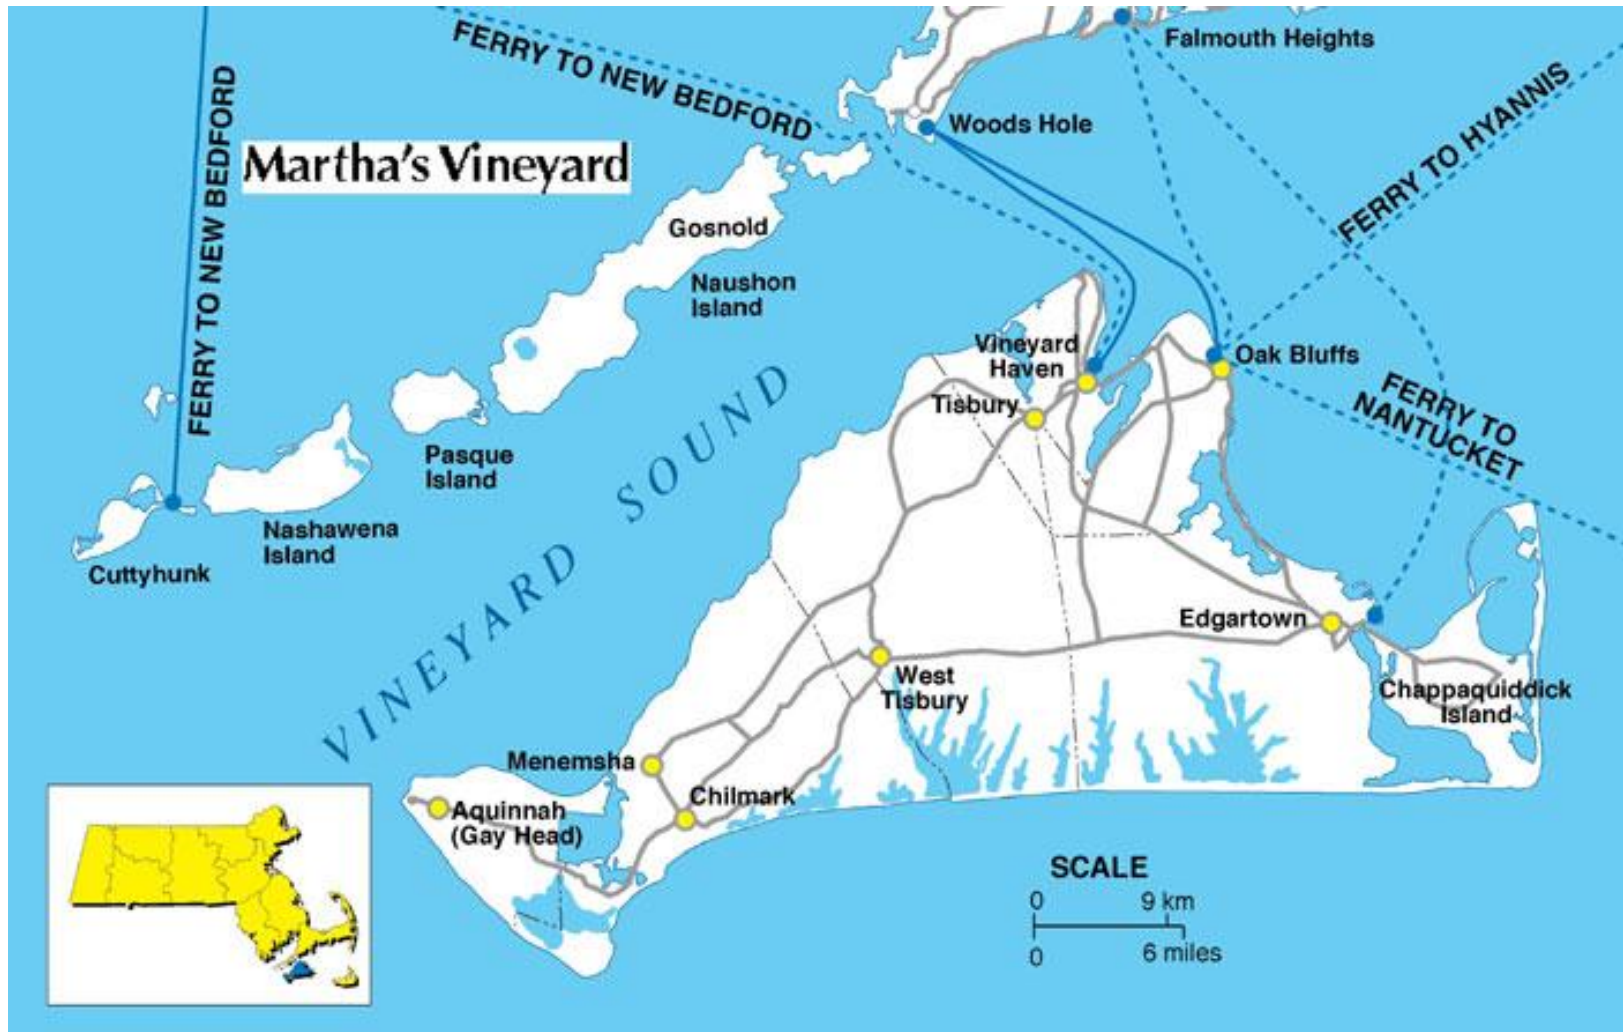 FERRY TO NEW BEDFORD
Falmouth Heights
FERRY TO NEW BEDFORD
Woods Hole
FERRY TO HYANNIS
Martha's Vineyard
Gosnold
Naushon
Island
Vineyard
Haven
Oak Bluffs
Tisbury
FERRY TO
NANTUCKET
Pasque
Island
Nashawena
Island
Cuttyhunk
VINEYARD SOUND
Edgartown
West
Tisbury
Chappaquiddick
Island
Menemsha
Chilmark
Aquinnah
(Gay Head)
SCALE
0 9 km
0 6 miles